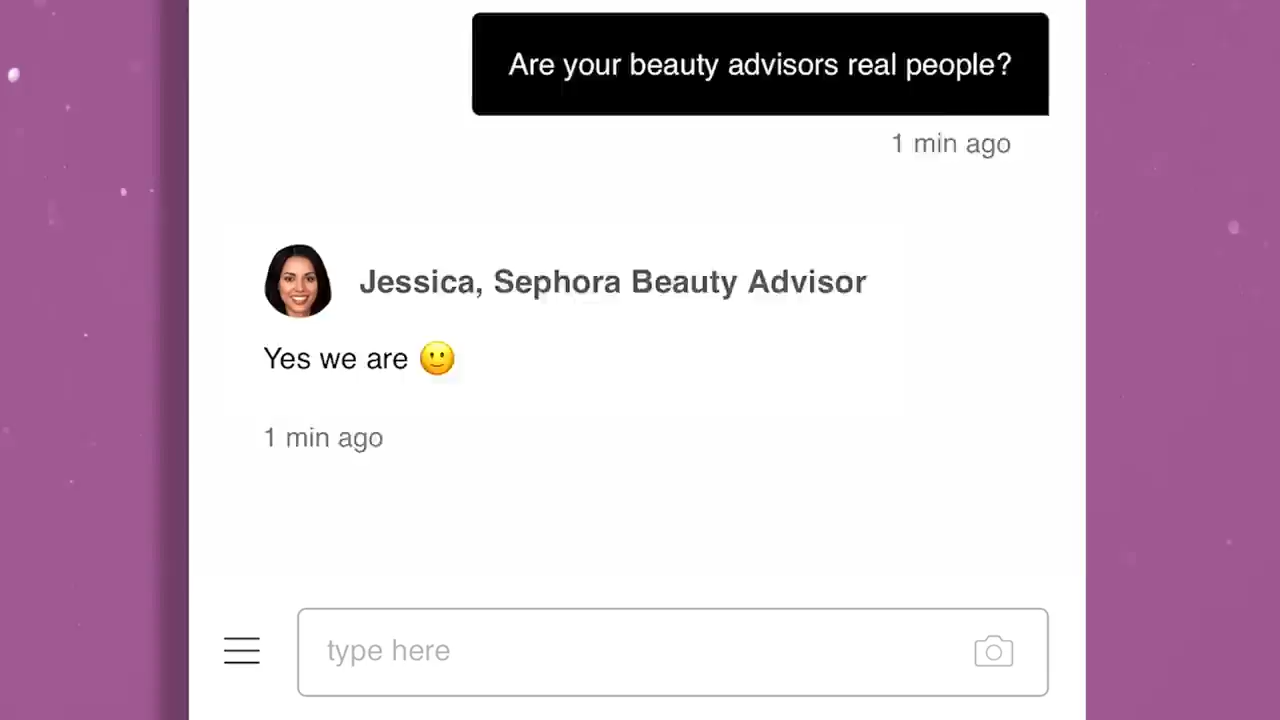 Are your beauty advisors real people?
1 min ago
Jessica, Sephora Beauty Advisor
Yes we are 🙂
1 min ago
type here